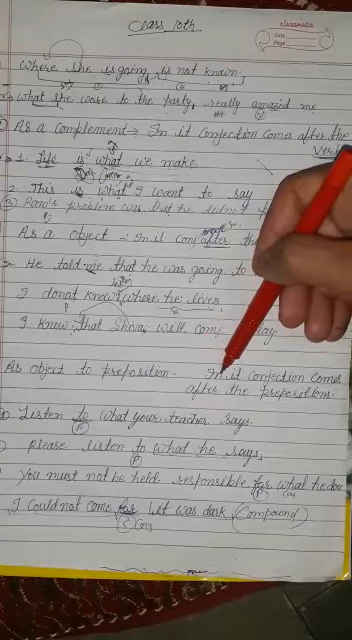 Class 10th
classmate
Date
Page
Where she is going is not known.
What she wore to the party, really amazed me
As a complement → In it conjection comes after the
Verb
1. Life is what we make
2. This is what I want to say
Ram's problem was that he did not
As a object -: In it conj after the
He told me that he was going to
I donot know where he lives
I know that Shiva will come
As object to preposition. In it conjection comes
after the prepositions.
Listen to what your teacher says.
please listen to what he says,
You must not be held responsible for what he does
I Could not come for it was dark (Compound)